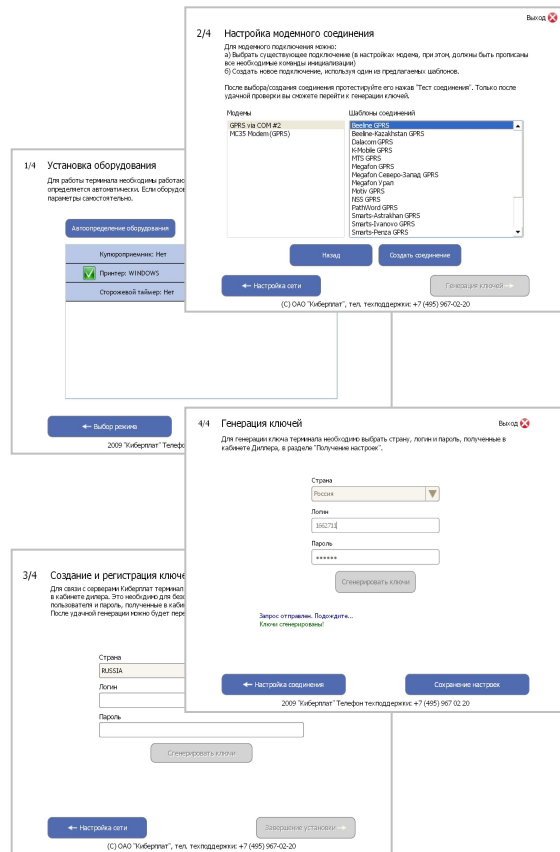 Выход
2/4 Настройка модемного соединения
Для модемного подключения можно:
а) Выбрать существующее подключение (в настройках модема, при этом, должны быть прописаны
все необходимые команды инициализации)
б) Создать новое подключение, используя один из предлагаемых шаблонов.
После выбора/создания соединения протестируйте его нажав "Тест соединения". Только после
удачной проверки вы сможете перейти к генерации ключей.
Модемы
Шаблоны соединений
GPRS via COM #2
MC35 Modem (GPRS)
Beeline GPRS
Beeline-Kazakhstan GPRS
Dalacom GPRS
K-Mobile GPRS
MTS GPRS
Megafon GPRS
Megafon Северо-Запад GPRS
Megafon Урал
Motiv GPRS
NSS GPRS
PathWord GPRS
Smarts-Astrakhan GPRS
Smarts-Ivanovo GPRS
Smarts-Penza GPRS
Назад
Создать соединение
← Настройка сети
Генерация ключей →
(С) ОАО "Киберплат", тел. техподдержки: +7 (495) 967-02-20
1/4 Установка оборудования
Для работы терминала необходимы
определяется автоматически. Если
параметры самостоятельно.
Автоопределение оборудования
Купюроприемник: Нет
Принтер: WINDOWS
Сторожевой таймер: Нет
← Выбор режима
2009 "Киберплат"
4/4 Генерация ключей
Выход
Для генерации ключа терминала необходимо выбрать страну, логин и пароль, полученные в
кабинете Диллера, в разделе "Получение настроек".
Страна
Россия
Логин
1662711
Пароль
••••••
Сгенерировать ключи
Запрос отправлен. Подождите...
Ключи сгенерированы!
← Настройка соединения
Сохранение настроек
2009 "Киберплат" Телефон техподдержки: +7 (495) 967 02 20
3/4 Создание и регистрация
Для связи с серверами Киберплат терминал
в кабинете дилера. Это необходимо для
пользователя и пароль, полученные в
После удачной генерации можно будет
Страна
RUSSIA
Логин
Пароль
Сгенерировать ключи
← Настройка сети
Завершение установки →
(С) ОАО "Киберплат", тел. техподдержки: +7 (495) 967-02-20